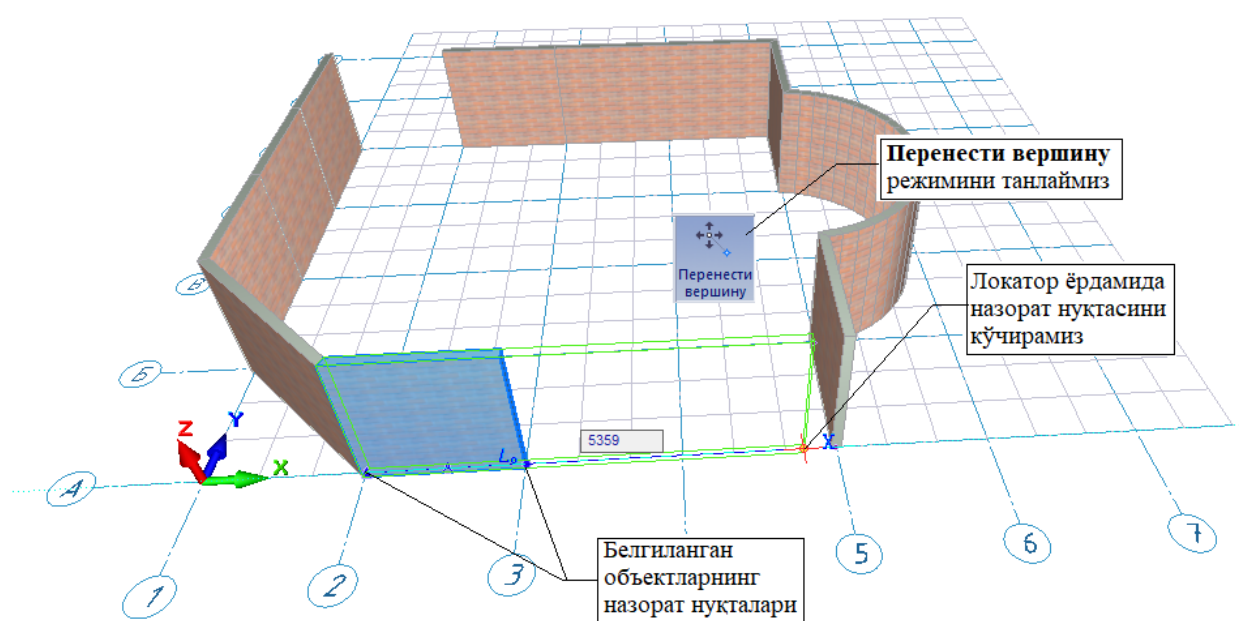 Перенести вершину
режимини танлаймиз
Перенести
вершину
Локатор ёрдамида
назорат нуқтасини
кўчирамиз
В
Б
Z
Y
X
5359
X
L₀
А
Белгиланган
объектларнинг
назорат нуқталари
1
2
3
5
6
7